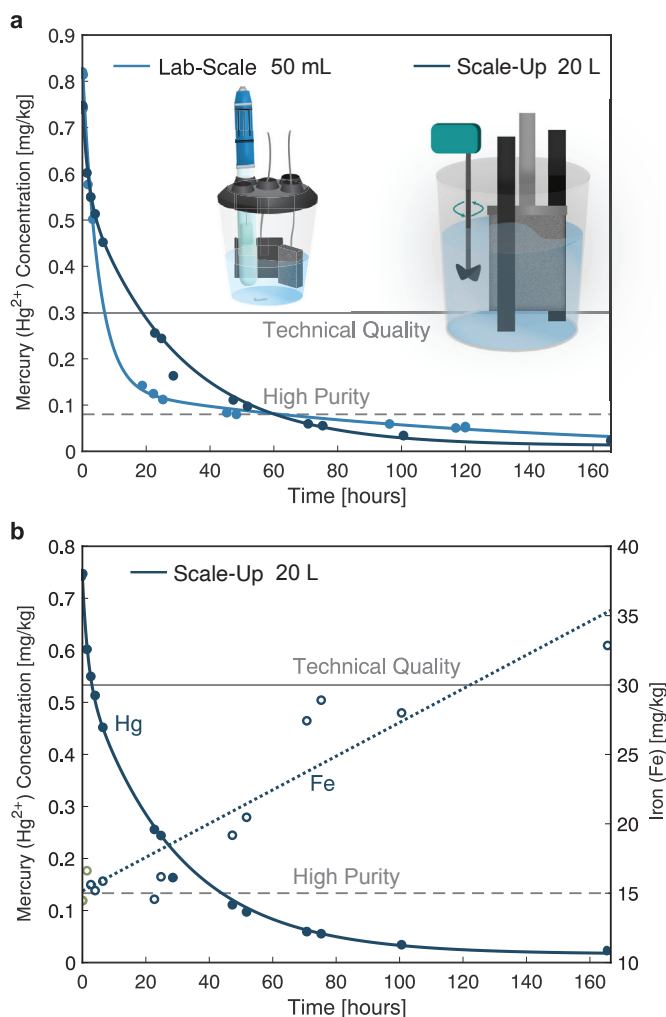 a
Lab-Scale 50 mL
Scale-Up 20 L
0.9
0.8
0.7
0.6
0.5
0.4
0.3
0.2
0.1
0
Mercury (Hg²⁺) Concentration [mg/kg]
Technical Quality
High Purity
0 20 40 60 80 100 120 140 160
Time [hours]
b
Scale-Up 20 L
0.8
0.7
0.6
0.5
0.4
0.3
0.2
0.1
0
Mercury (Hg²⁺) Concentration [mg/kg]
40
35
30
25
20
15
10
Iron (Fe) [mg/kg]
Technical Quality
Hg
Fe
High Purity
0 20 40 60 80 100 120 140 160
Time [hours]